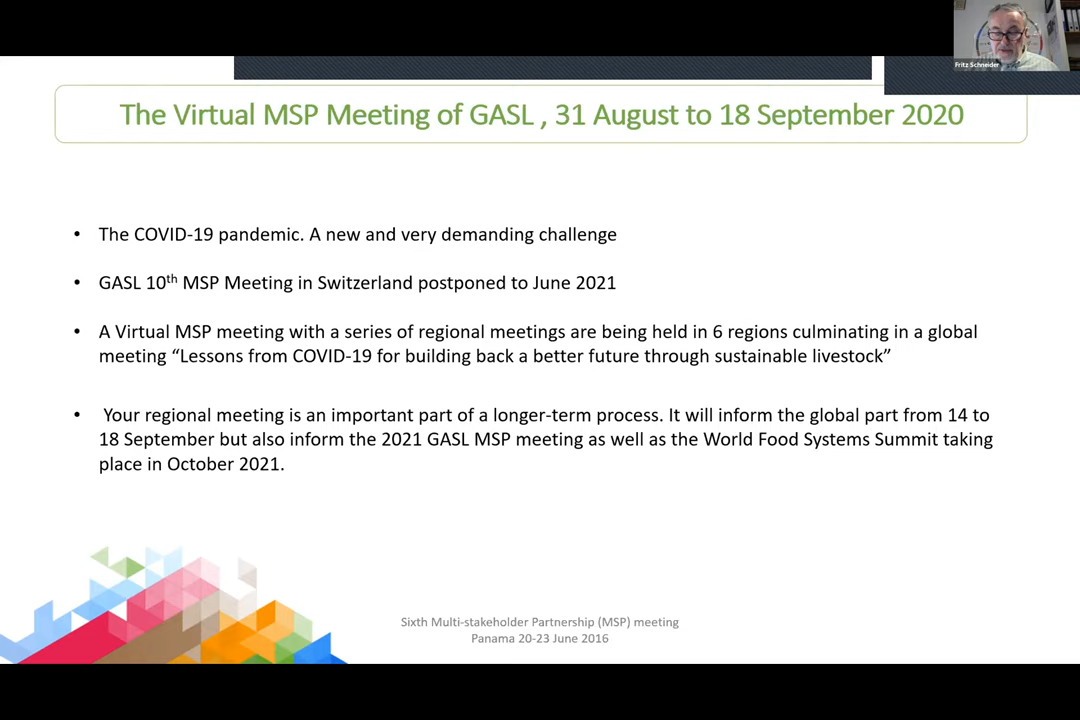 Fritz Schneider
The Virtual MSP Meeting of GASL , 31 August to 18 September 2020
• The COVID-19 pandemic. A new and very demanding challenge
• GASL 10th MSP Meeting in Switzerland postponed to June 2021
• A Virtual MSP meeting with a series of regional meetings are being held in 6 regions culminating in a global
meeting “Lessons from COVID-19 for building back a better future through sustainable livestock”
• Your regional meeting is an important part of a longer-term process. It will inform the global part from 14 to
18 September but also inform the 2021 GASL MSP meeting as well as the World Food Systems Summit taking
place in October 2021.
Sixth Multi-stakeholder Partnership (MSP) meeting
Panama 20-23 June 2016